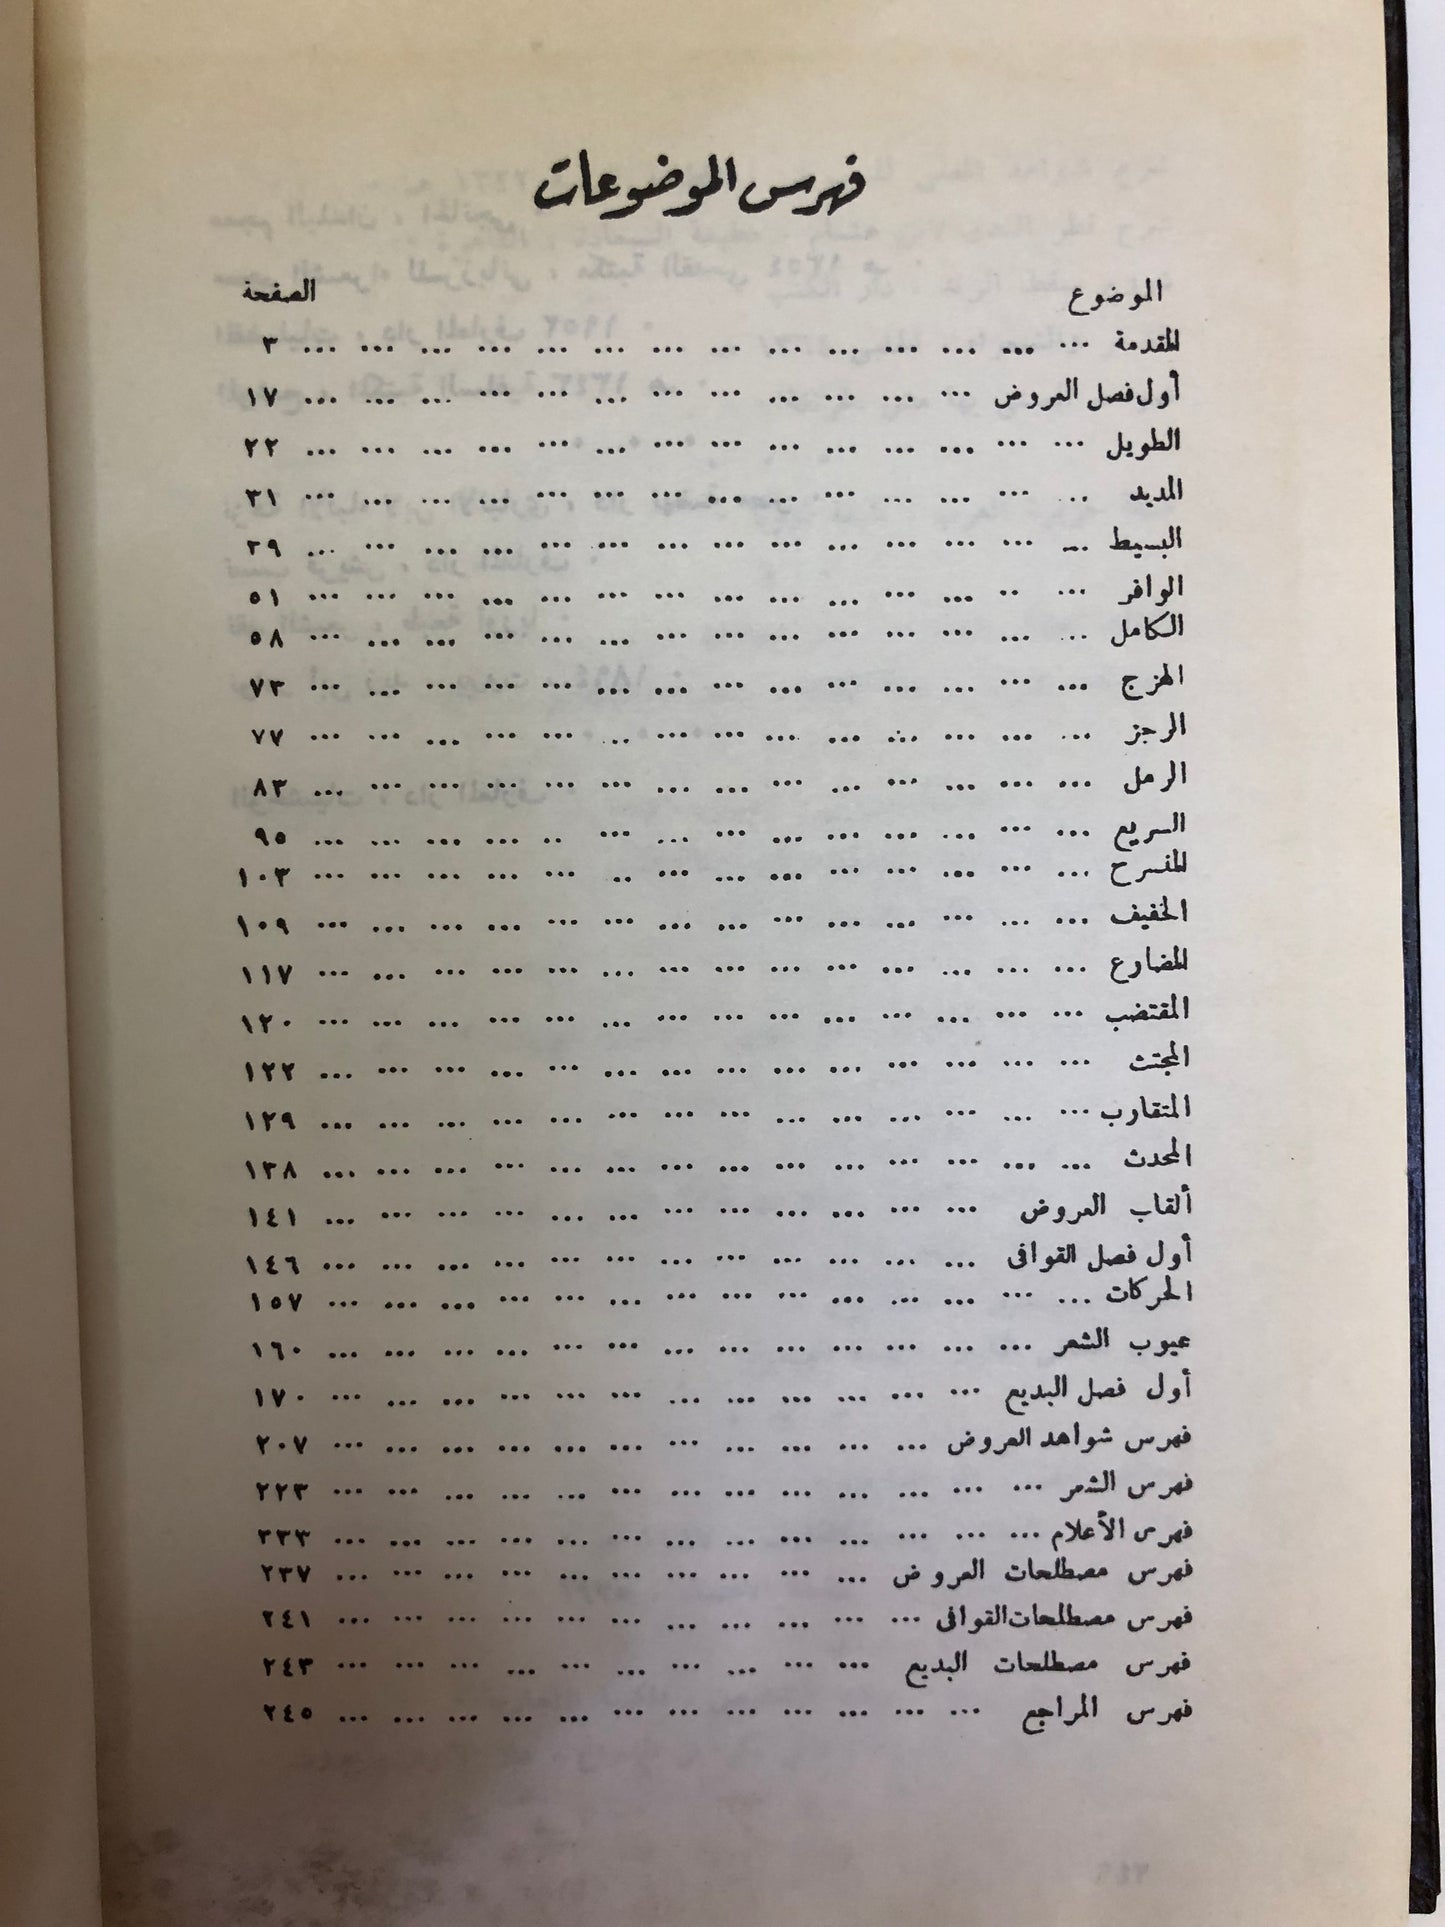 فهرس الموضوعات
الموضوع الصفحة
المقدمة ... ٣
أول فصل العروض ... ١٧
الطويل ... ٢٢
المديد ... ٣١
البسيط ... ٣٩
الوافر ... ٥١
الكامل ... ٥٨
الهزج ... ٧٣
الرجز ... ٧٧
الرمل ... ٨٣
السريع ... ٩٥
المنسرح ... ١٠٣
الخفيف ... ١٠٩
المضارع ... ١١٧
المقتضب ... ١٢٠
المجتث ... ١٢٢
المتقارب ... ١٢٩
المحدث ... ١٣٨
ألقاب العروض ... ١٤١
أول فصل القوافى ... ١٤٦
الحركات ... ١٥٧
عيوب الشعر ... ١٦٠
أول فصل البديع ... ١٧٠
فهرس شواهد العروض ... ٢٠٧
فهرس الشعر ... ٢٢٣
فهرس الأعلام ... ٢٣٣
فهرس مصطلحات العروض ... ٢٣٧
فهرس مصطلحات القوافى ... ٢٤١
فهرس مصطلحات البديع ... ٢٤٣
فهرس المراجع ... ٢٤٥